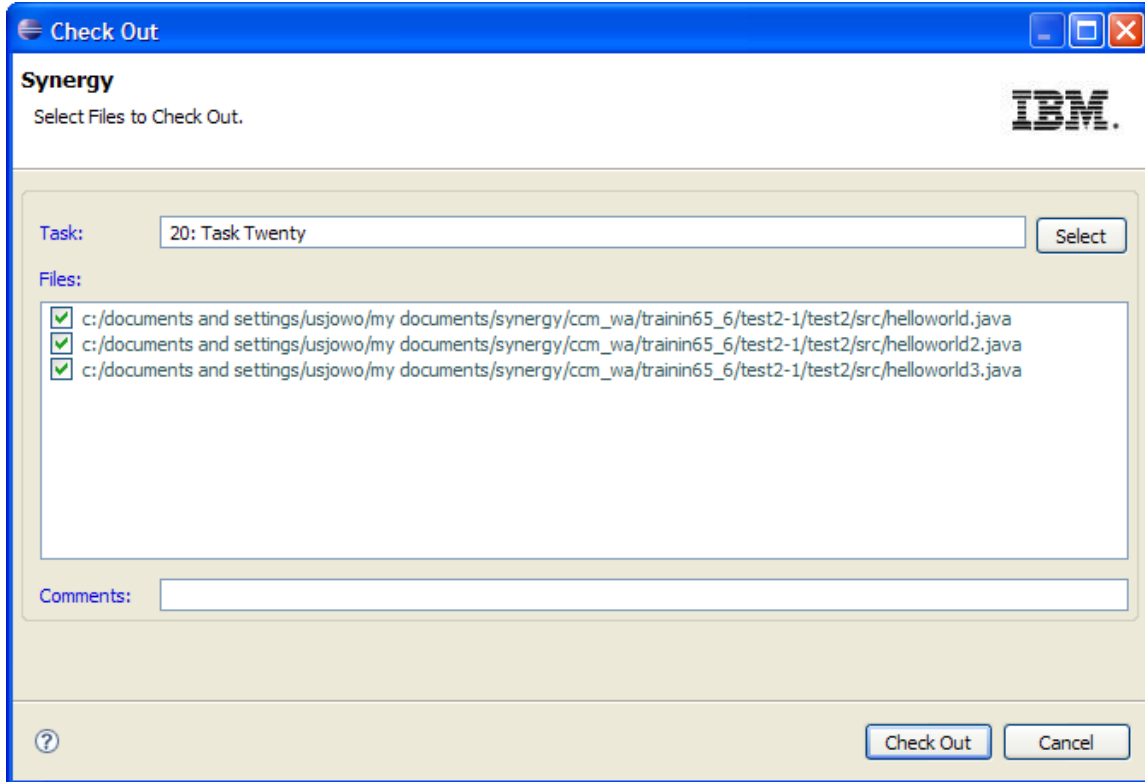 Check Out
Synergy
Select Files to Check Out.
IBM.
Task: 20: Task Twenty Select
Files:
c:/documents and settings/usjowo/my documents/synergy/ccm_wa/trainin65_6/test2-1/test2/src/helloworld.java
c:/documents and settings/usjowo/my documents/synergy/ccm_wa/trainin65_6/test2-1/test2/src/helloworld2.java
c:/documents and settings/usjowo/my documents/synergy/ccm_wa/trainin65_6/test2-1/test2/src/helloworld3.java
Comments:
? Check Out Cancel